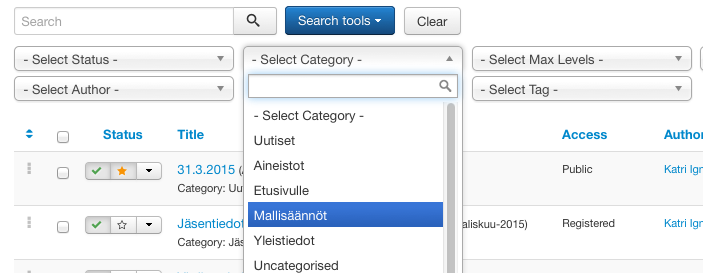 Search Search tools Clear
- Select Status - - Select Category - - Select Max Levels -
- Select Author - - Select Tag -
- Select Category -
Uutiset
Aineistot
Etusivulle
Mallisäännöt
Yleistiedot
Uncategorised
Status Title Access Author
31.3.2015 Public Katri Ign
Category: Uu
Jäsentiedot aliskuu-2015) Registered Katri Ign
Category: Jäs